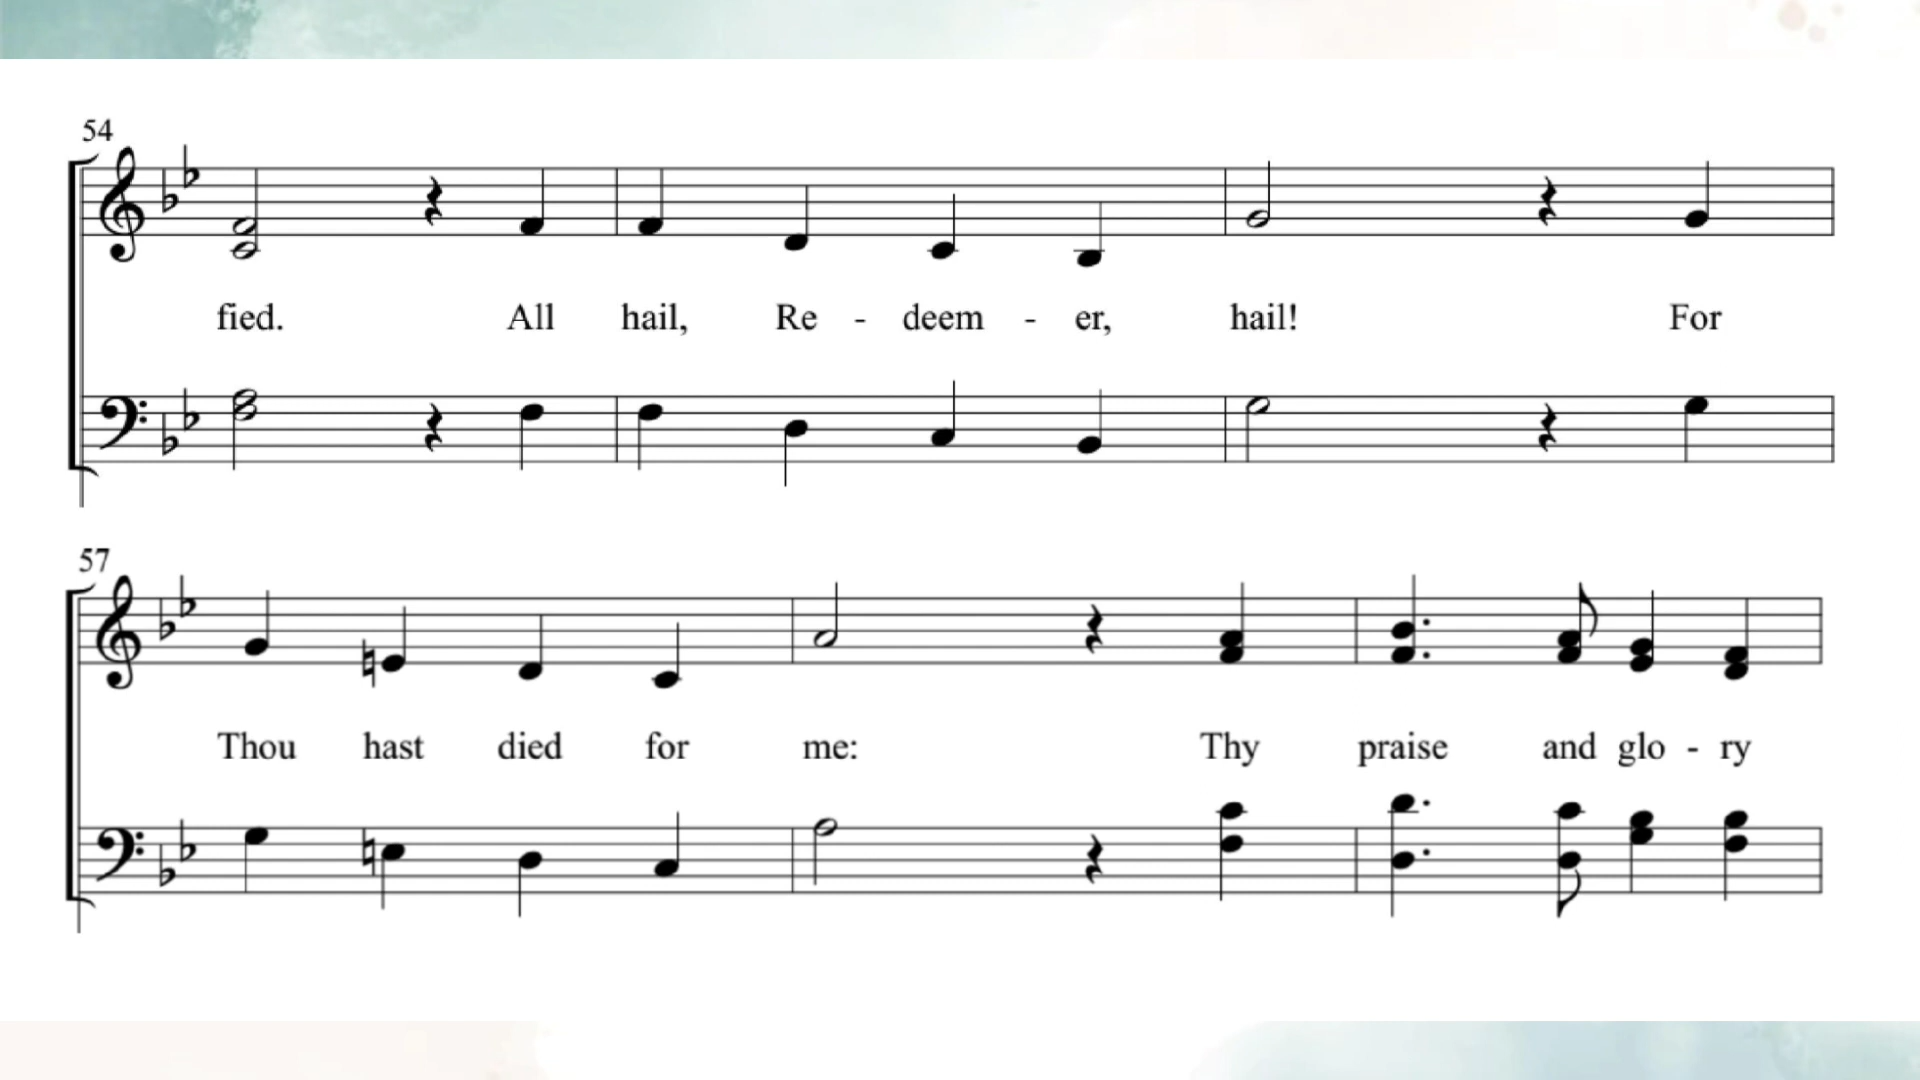 54
fied. All hail, Re - deem - er, hail! For
57
Thou hast died for me: Thy praise and glo - ry